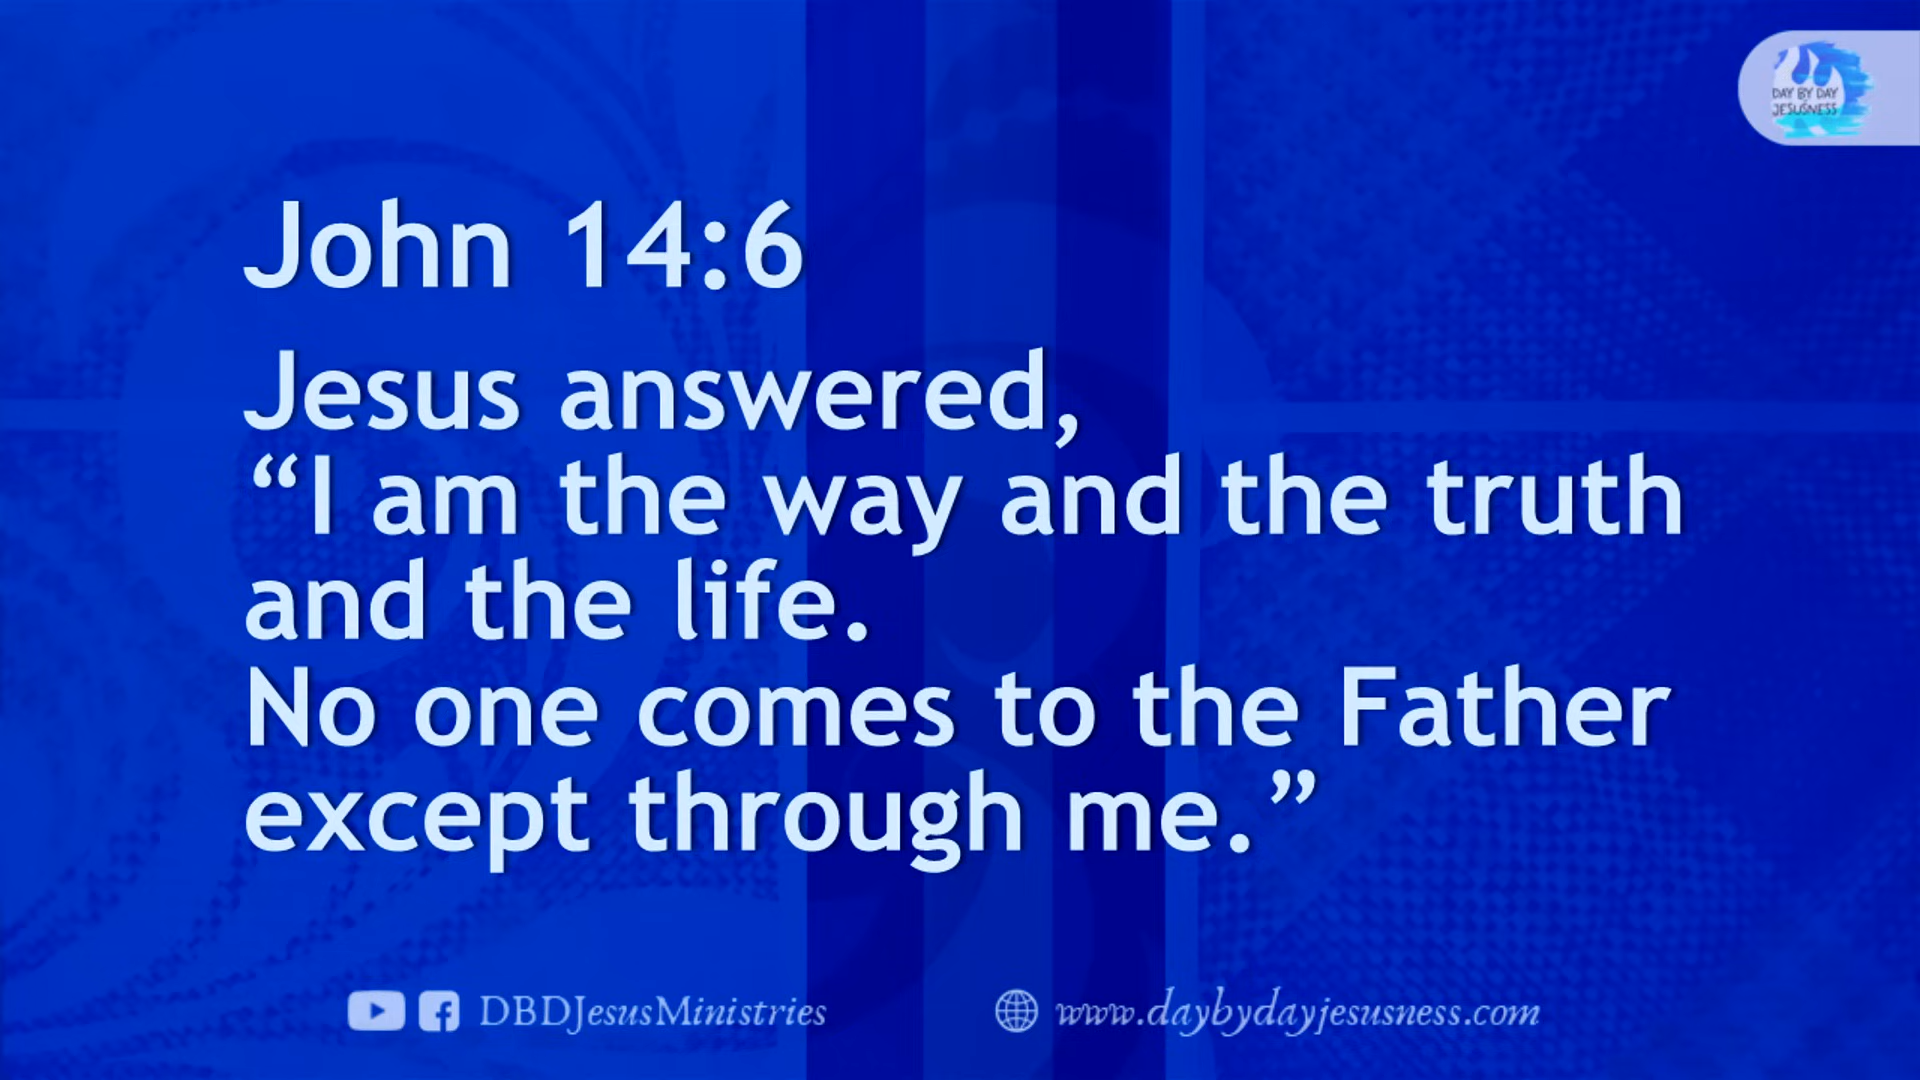 DAY BY DAY
JESUSNESS
John 14:6
Jesus answered,
“I am the way and the truth
and the life.
No one comes to the Father
except through me.”
DBDJesusMinistries
www.daybydayjesusness.com